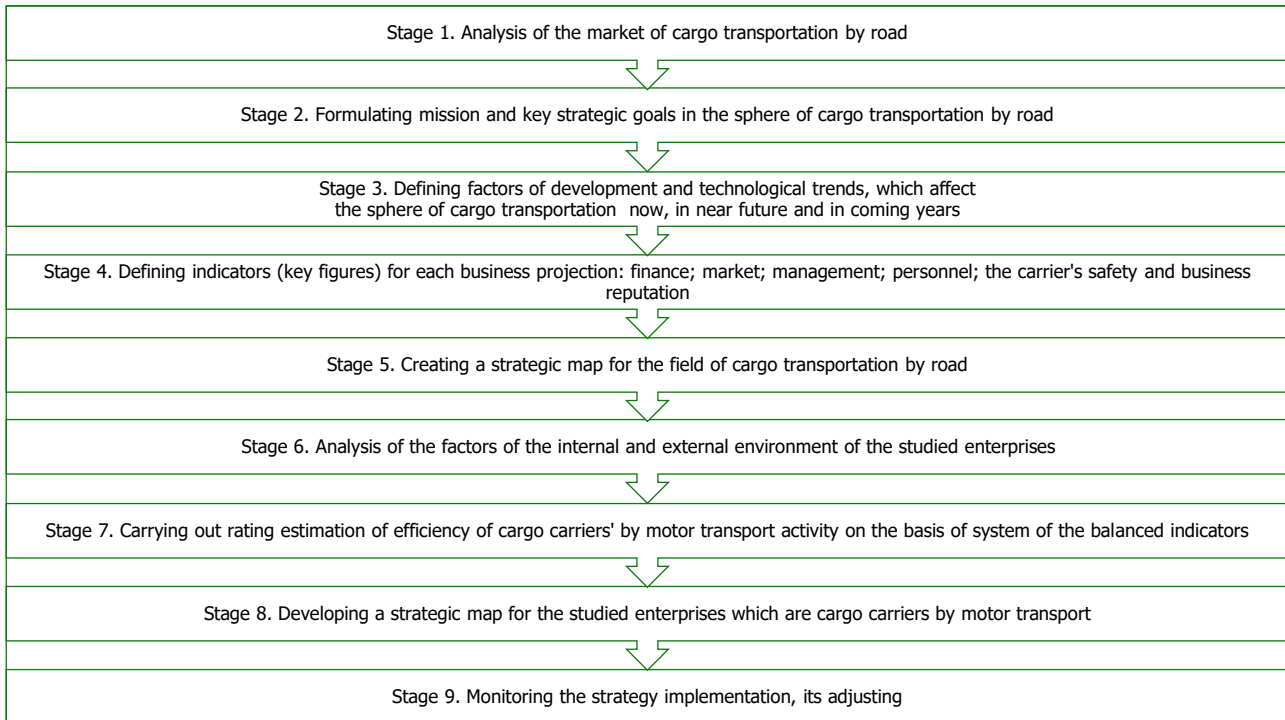 Stage 1. Analysis of the market of cargo transportation by road
Stage 2. Formulating mission and key strategic goals in the sphere of cargo transportation by road
Stage 3. Defining factors of development and technological trends, which affect
the sphere of cargo transportation  now, in near future and in coming years
Stage 4. Defining indicators (key figures) for each business projection: finance; market; management; personnel; the carrier's safety and business
reputation
Stage 5. Creating a strategic map for the field of cargo transportation by road
Stage 6. Analysis of the factors of the internal and external environment of the studied enterprises
Stage 7. Carrying out rating estimation of efficiency of cargo carriers' by motor transport activity on the basis of system of the balanced indicators
Stage 8. Developing a strategic map for the studied enterprises which are cargo carriers by motor transport
Stage 9. Monitoring the strategy implementation, its adjusting